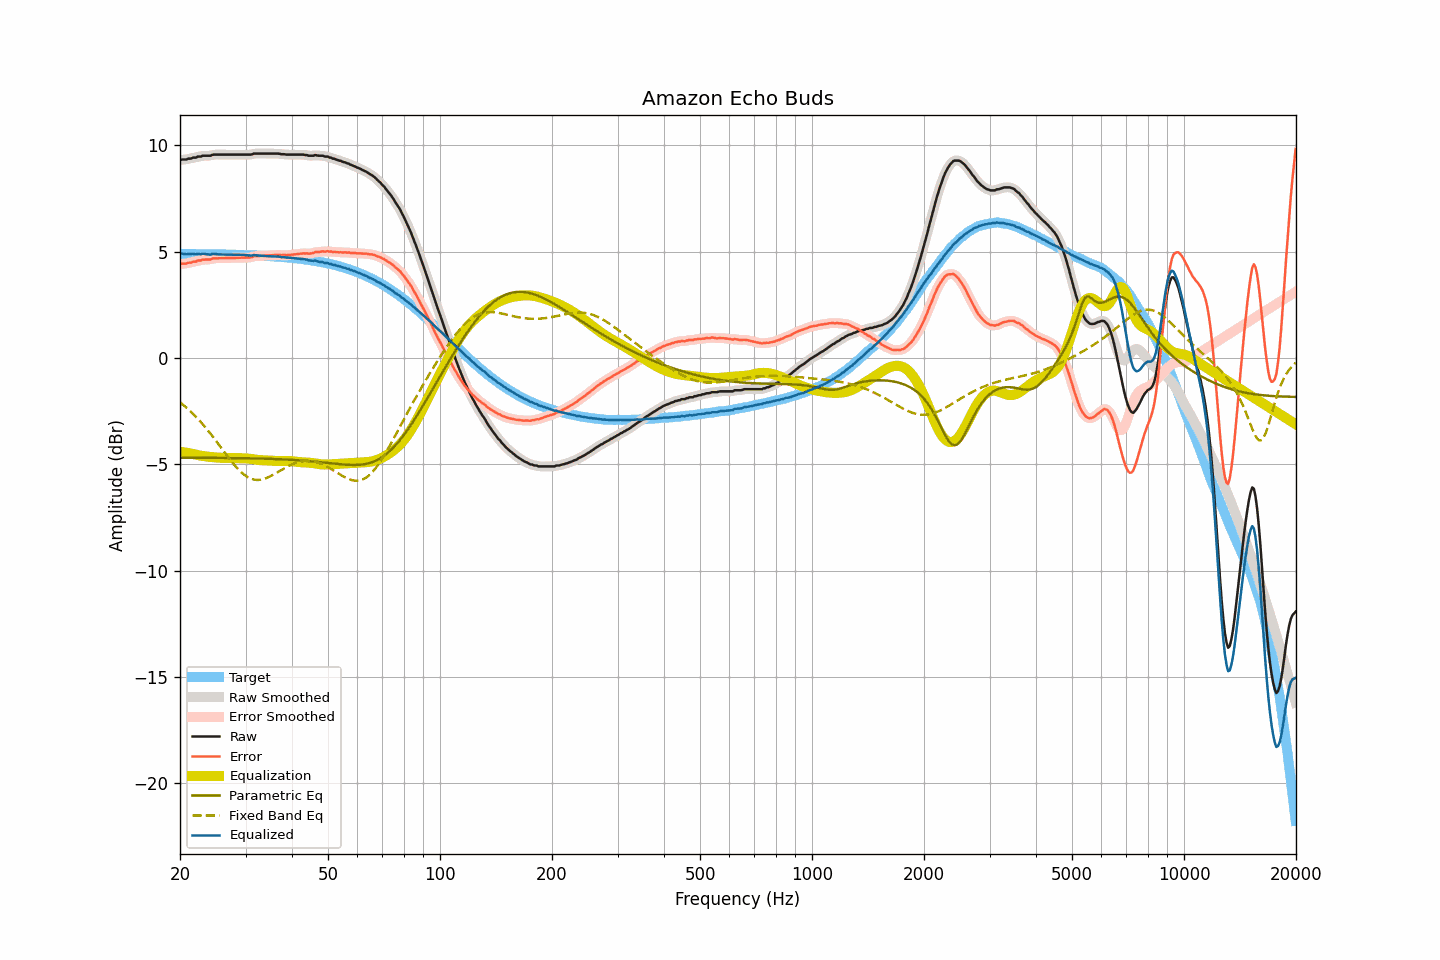 Amazon Echo Buds
Amplitude (dBr)
10
5
0
−5
−10
−15
−20
Target
Raw Smoothed
Error Smoothed
Raw
Error
Equalization
Parametric Eq
Fixed Band Eq
Equalized
20 50 100 200 500 1000 2000 5000 10000 20000
Frequency (Hz)